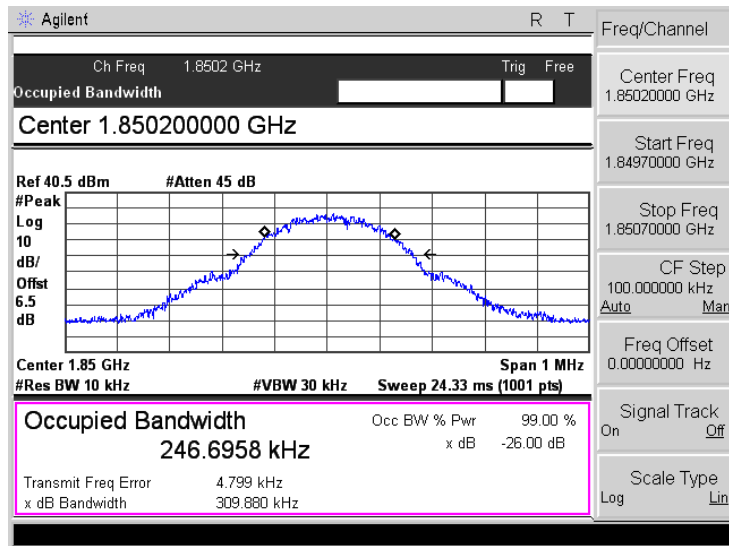 Agilent R T
Ch Freq 1.8502 GHz Trig Free
Occupied Bandwidth
Center 1.850200000 GHz
Ref 40.5 dBm #Atten 45 dB
#Peak
Log
10
dB/
Offst
6.5
dB
Center 1.85 GHz Span 1 MHz
#Res BW 10 kHz #VBW 30 kHz Sweep 24.33 ms (1001 pts)
Occupied Bandwidth
246.6958 kHz
Occ BW % Pwr 99.00 %
x dB -26.00 dB
Transmit Freq Error 4.799 kHz
x dB Bandwidth 309.880 kHz
Freq/Channel
Center Freq
1.85020000 GHz
Start Freq
1.84970000 GHz
Stop Freq
1.85070000 GHz
CF Step
100.000000 kHz
Auto Man
Freq Offset
0.00000000 Hz
Signal Track
On Off
Scale Type
Log Lin